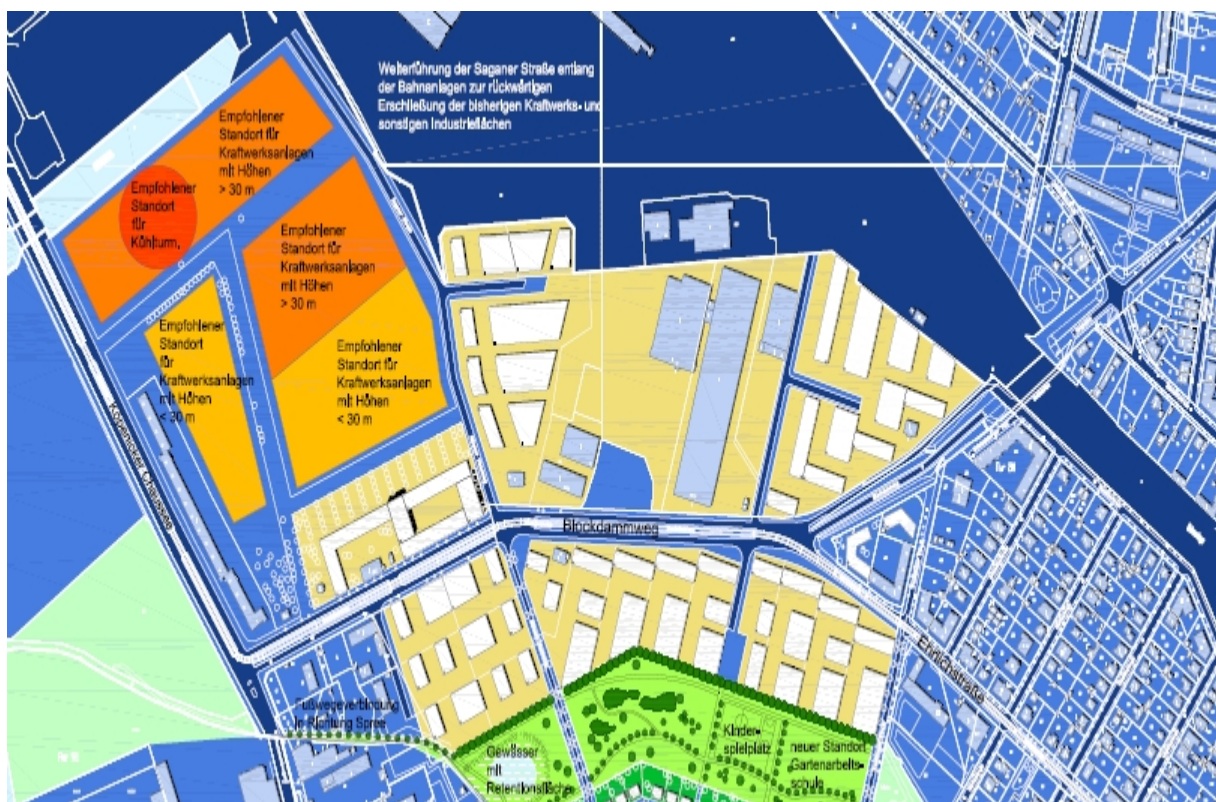 Weiterführung der Saganer Straße entlang
der Bahnanlagen zur rückwärtigen
Erschließung der bisherigen Kraftwerks- und
sonstigen Industrieflächen
Empfohlener
Standort für
Kraftwerksanlagen
mit Höhen
> 30 m
Empfohlener
Standort
für
Kühlturm,
Empfohlener
Standort für
Kraftwerksanlagen
mit Höhen
> 30 m
Empfohlener
Standort
für
Kraftwerksanlagen
mit Höhen
< 30 m
Empfohlener
Standort für
Kraftwerksanlagen
mit Höhen
< 30 m
Köpenicker Chaussee
Blockdammweg
Ehrlichstraße
Fußwegeverbindung
in Richtung Spree
Gewässer
mit
Retentionsfläche
Kinder-
spielplatz
neuer Standort
Gartenarbeits-
schule